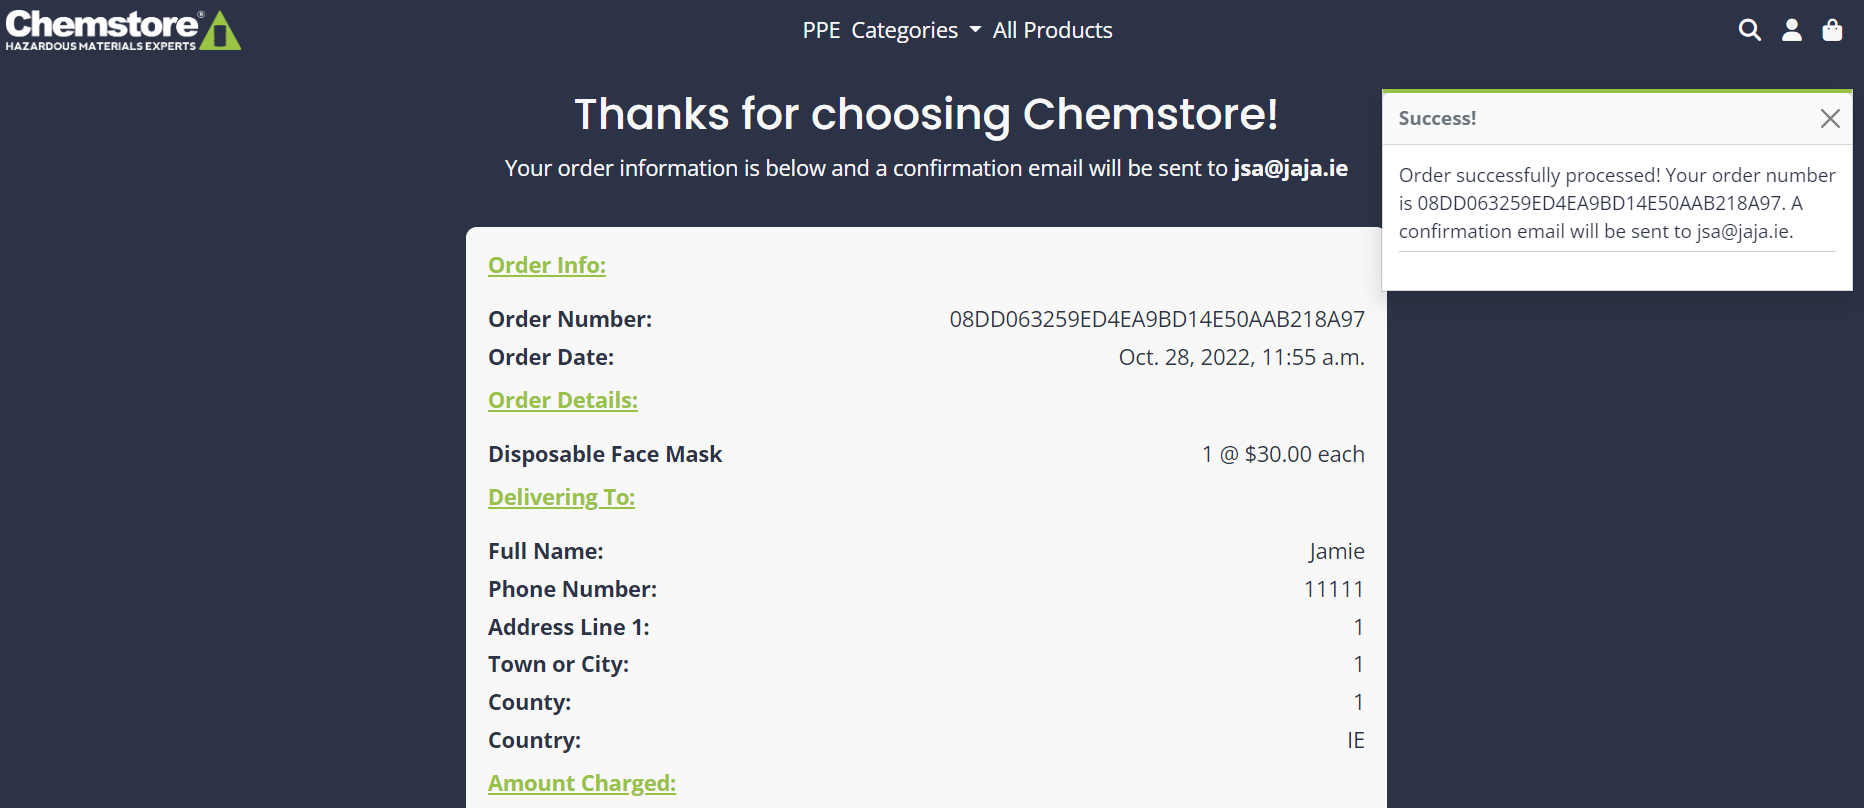 Chemstore®
HAZARDOUS MATERIALS EXPERTS
PPE Categories All Products
Thanks for choosing Chemstore!
Your order information is below and a confirmation email will be sent to jsa@jaja.ie
Success!
Order successfully processed! Your order number
is 08DD063259ED4EA9BD14E50AAB218A97. A
confirmation email will be sent to jsa@jaja.ie.
Order Info:
Order Number: 08DD063259ED4EA9BD14E50AAB218A97
Order Date: Oct. 28, 2022, 11:55 a.m.
Order Details:
Disposable Face Mask 1 @ $30.00 each
Delivering To:
Full Name: Jamie
Phone Number: 11111
Address Line 1: 1
Town or City: 1
County: 1
Country: IE
Amount Charged: